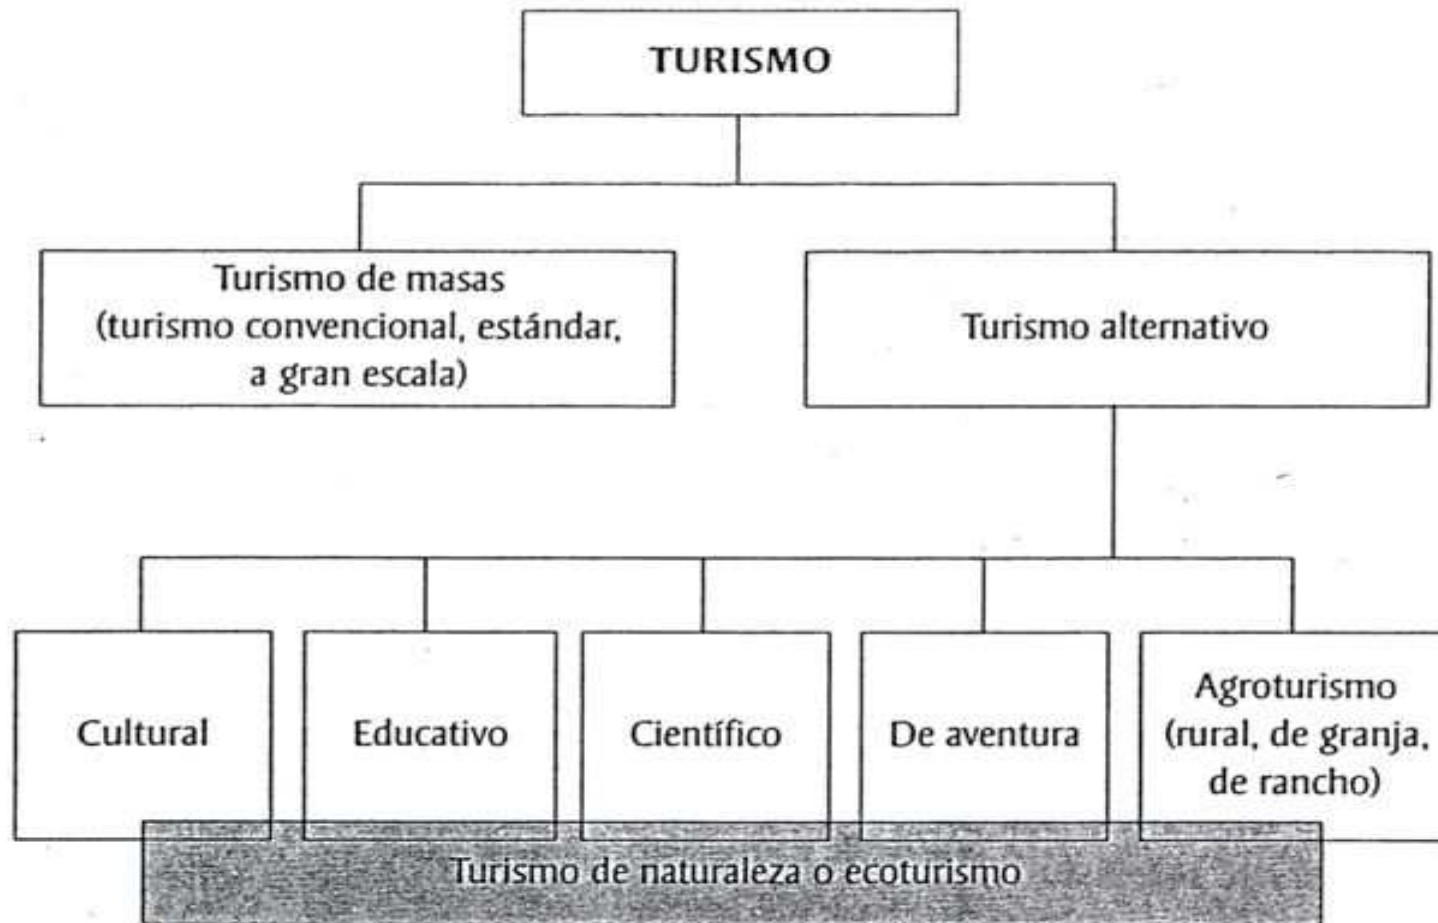 TURISMO
Turismo de masas
(turismo convencional, estándar,
a gran escala)
Turismo alternativo
Cultural
Educativo
Científico
De aventura
Agroturismo
(rural, de granja,
de rancho)
Turismo de naturaleza o ecoturismo